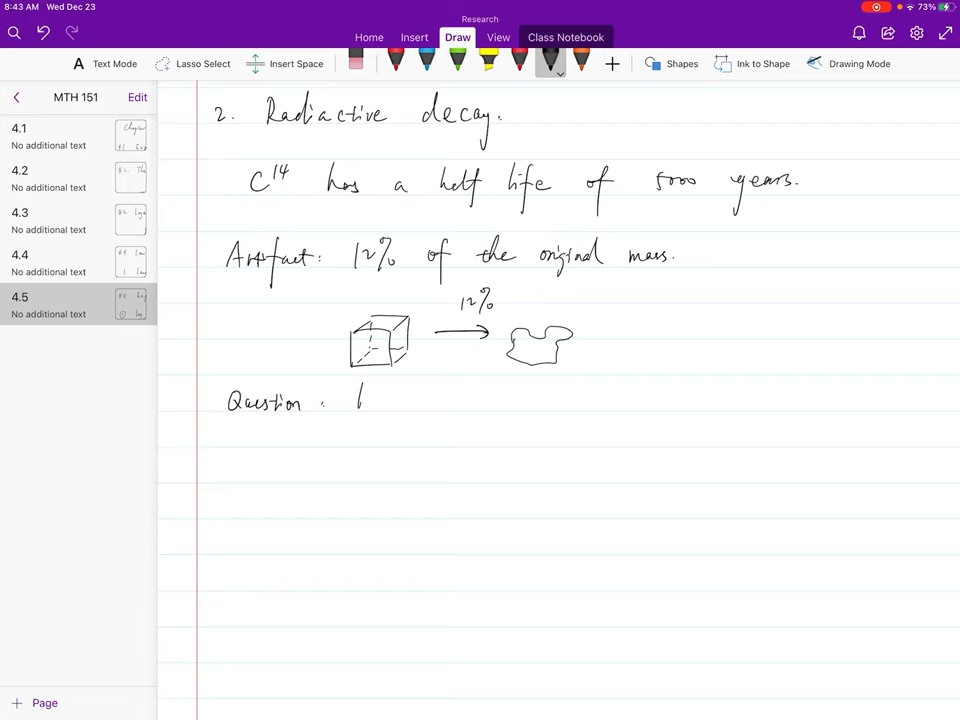 8:43 AM Wed Dec 23
73%
Research
Home Insert Draw View Class Notebook
Text Mode Lasso Select Insert Space Shapes Ink to Shape Drawing Mode
MTH 151 Edit
4.1
No additional text
4.2
No additional text
4.3
No additional text
4.4
No additional text
4.5
No additional text
Page
2. Radiactive decay.
C14 has a half life of 5000 years.
Artifact: 12% of the original mass.
12%
Question :